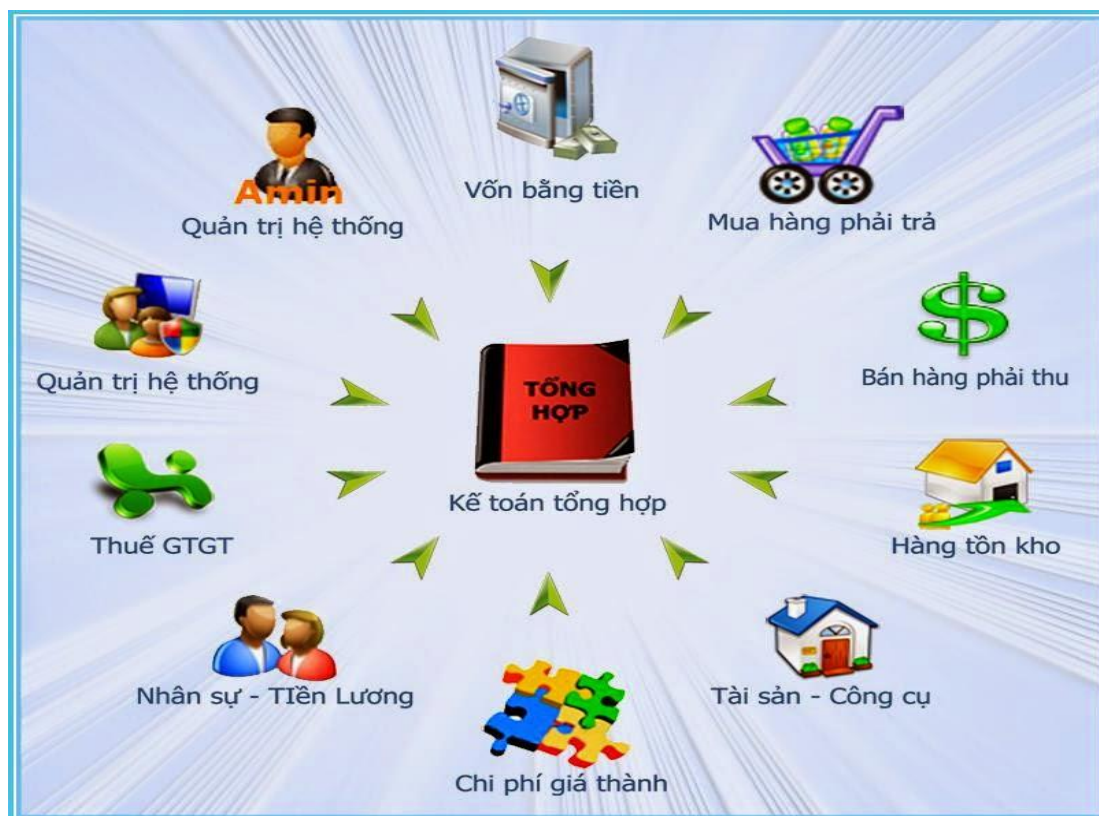 Vốn bằng tiền
Amin
Quản trị hệ thống
Mua hàng phải trả
Quản trị hệ thống
Bán hàng phải thu
TỔNG
HỢP
Kế toán tổng hợp
Thuế GTGT
Hàng tồn kho
Nhân sự - TIền Lương
Tài sản - Công cụ
Chi phí giá thành